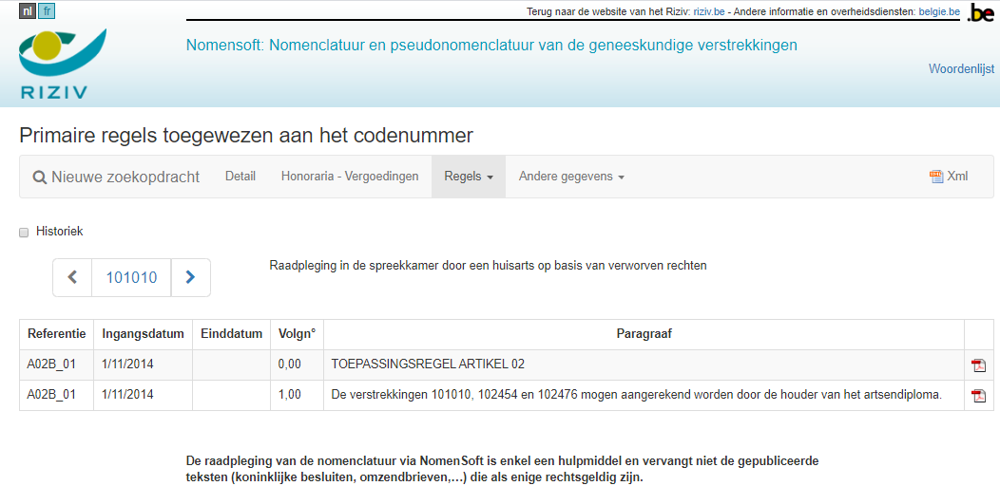 nl fr
Terug naar de website van het Riziv: riziv.be - Andere informatie en overheidsdiensten: belgie.be
.be
Nomensoft: Nomenclatuur en pseudonomenclatuur van de geneeskundige verstrekkingen
Woordenlijst
RIZIV
Primaire regels toegewezen aan het codenummer
Nieuwe zoekopdracht Detail Honoraria - Vergoedingen Regels Andere gegevens Xml
Historiek
101010 Raadpleging in de spreekkamer door een huisarts op basis van verworven rechten
Referentie Ingangsdatum Einddatum Volgn° Paragraaf
A02B_01 1/11/2014 0,00 TOEPASSINGSREGEL ARTIKEL 02
A02B_01 1/11/2014 1,00 De verstrekkingen 101010, 102454 en 102476 mogen aangerekend worden door de houder van het artsendiploma.
De raadpleging van de nomenclatuur via NomenSoft is enkel een hulpmiddel en vervangt niet de gepubliceerde
teksten (koninklijke besluiten, omzendbrieven,...) die als enige rechtsgeldig zijn.